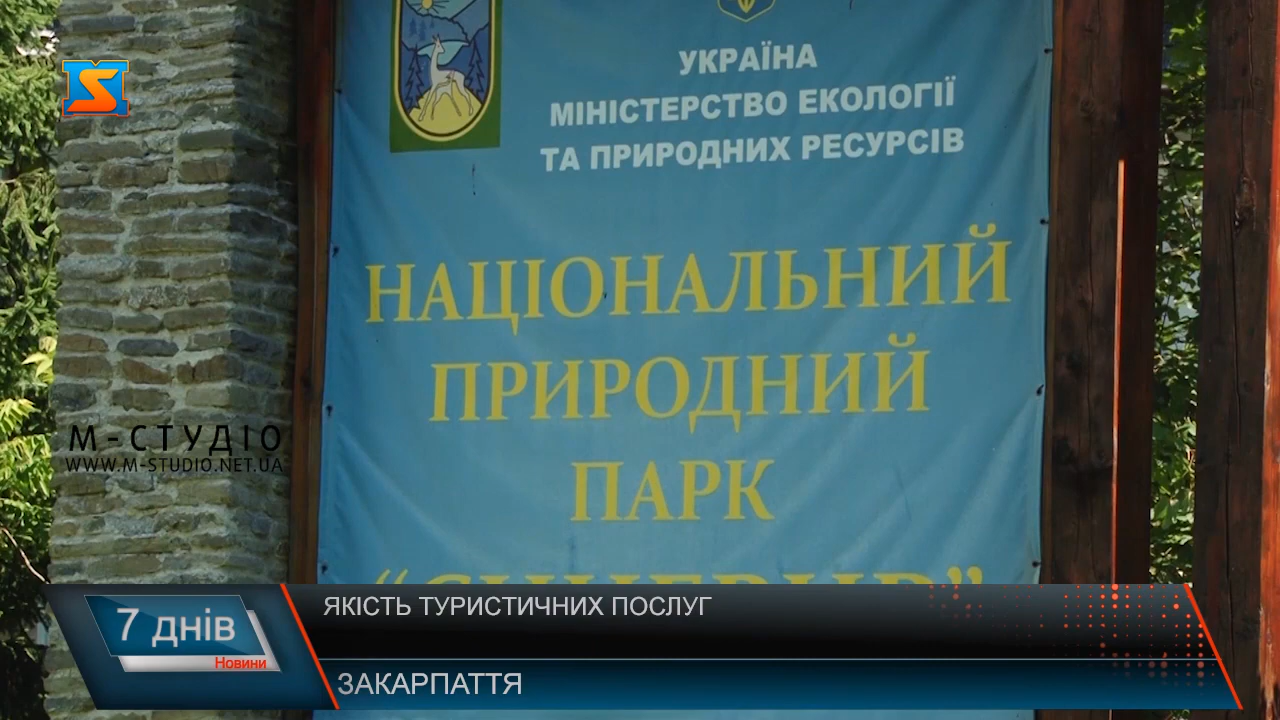 УКРАЇНА
МІНІСТЕРСТВО ЕКОЛОГІЇ
ТА ПРИРОДНИХ РЕСУРСІВ
НАЦІОНАЛЬНИЙ
ПРИРОДНИЙ
ПАРК
“СИНЕВИР”
М-СТУДІО
WWW.M-STUDIO.NET.UA
7 днів
Новини
ЯКІСТЬ ТУРИСТИЧНИХ ПОСЛУГ
ЗАКАРПАТТЯ